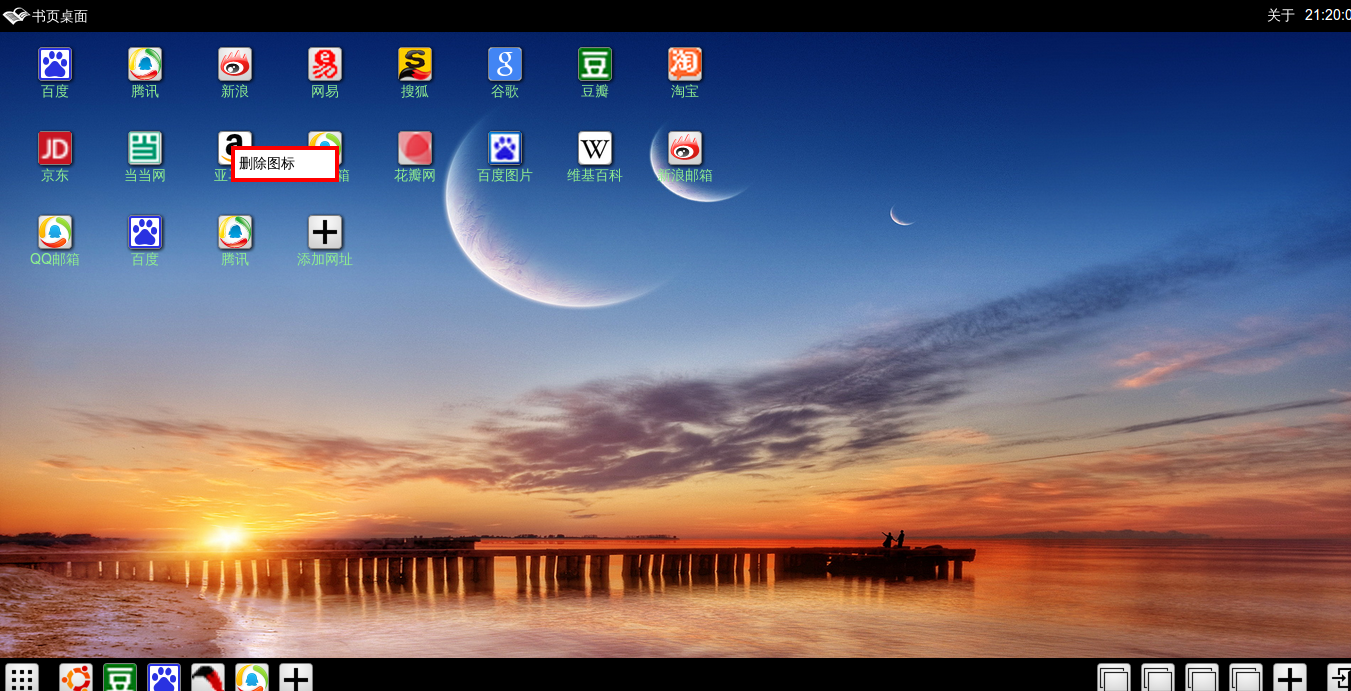 书页桌面
关于 21:20:0
百度 腾讯 新浪 网易 搜狐 谷歌 豆瓣 淘宝
京东 当当网 亚 箱 花瓣网 百度图片 维基百科 新浪邮箱
删除图标
QQ邮箱 百度 腾讯 添加网址